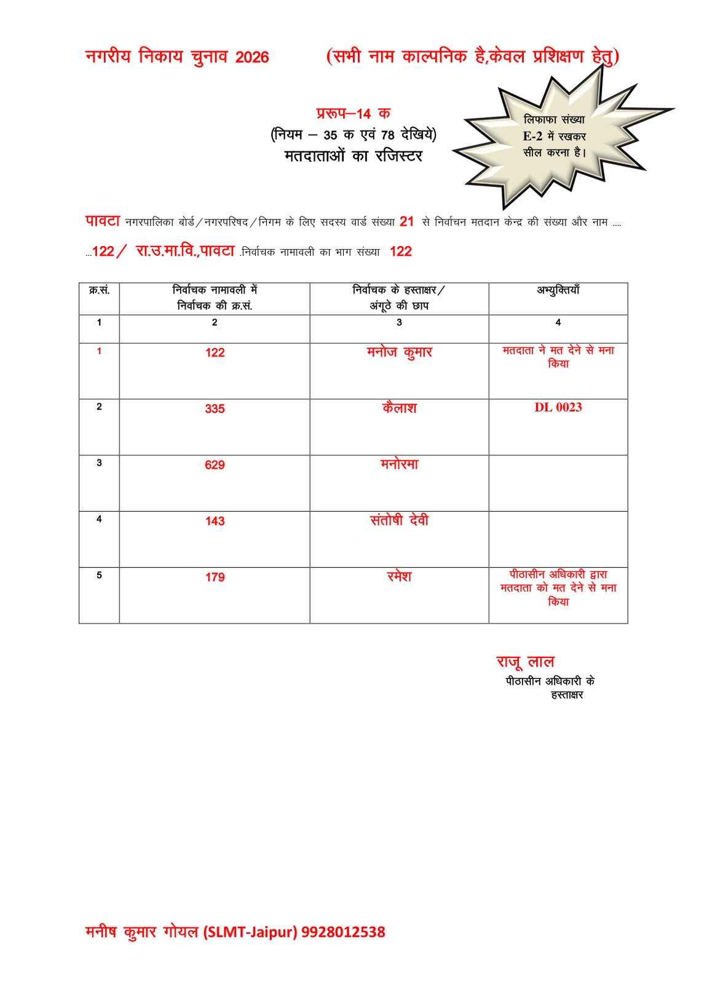 नगरीय निकाय चुनाव 2026 (सभी नाम काल्पनिक है,केवल प्रशिक्षण हेतु)
लिफाफा संख्या
E-2 में रखकर
सील करना है।
प्ररूप–14 क
(नियम – 35 क एवं 78 देखिये)
मतदाताओं का रजिस्टर
पावटा नगरपालिका बोर्ड/नगरपरिषद/निगम के लिए सदस्य वार्ड संख्या 21 से निर्वाचन मतदान केन्द्र की संख्या और नाम ....
...122/ रा.उ.मा.वि.,पावटा .निर्वाचक नामावली का भाग संख्या 122
क्र.सं. निर्वाचक नामावली में निर्वाचक की क्र.सं. निर्वाचक के हस्ताक्षर/ अंगूठे की छाप अभ्युक्तियाँ
1 2 3 4
1 122 मनोज कुमार मतदाता ने मत देने से मना
किया
2 335 कैलाश DL 0023
3 629 मनोरमा
4 143 संतोषी देवी
5 179 रमेश पीठासीन अधिकारी द्वारा
मतदाता को मत देने से मना
किया
राजू लाल
पीठासीन अधिकारी के
हस्ताक्षर
मनीष कुमार गोयल (SLMT-Jaipur) 9928012538